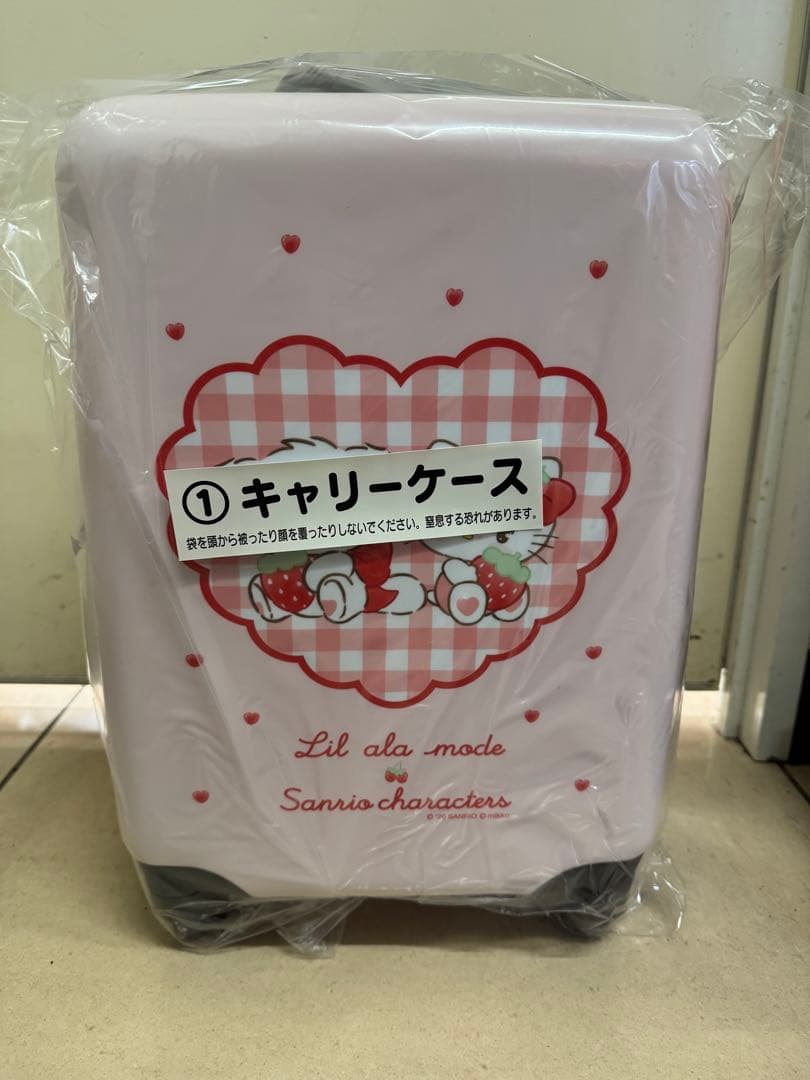 ① キャリーケース
袋を頭から被ったり顔を覆ったりしないでください。窒息する恐れがあります。
Lil ala mode
Sanrio characters
© '26 SANRIO